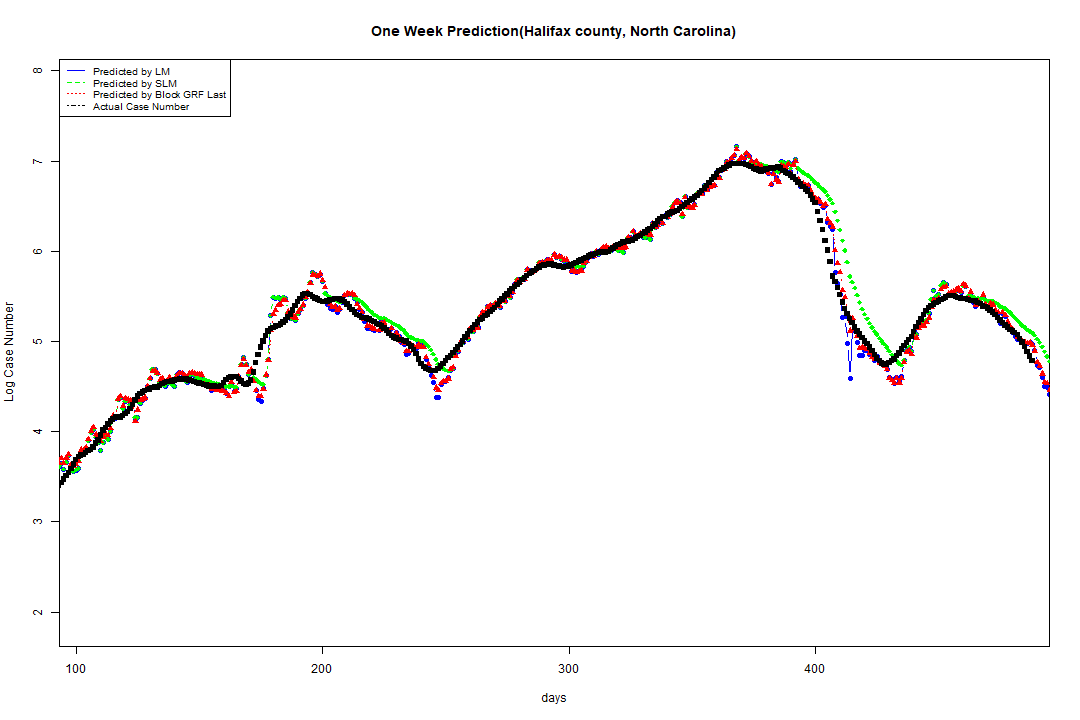 One Week Prediction(Halifax county, North Carolina)
Predicted by LM
Predicted by SLM
Predicted by Block GRF Last
Actual Case Number
8
7
6
5
4
3
2
Log Case Number
100 200 300 400
days